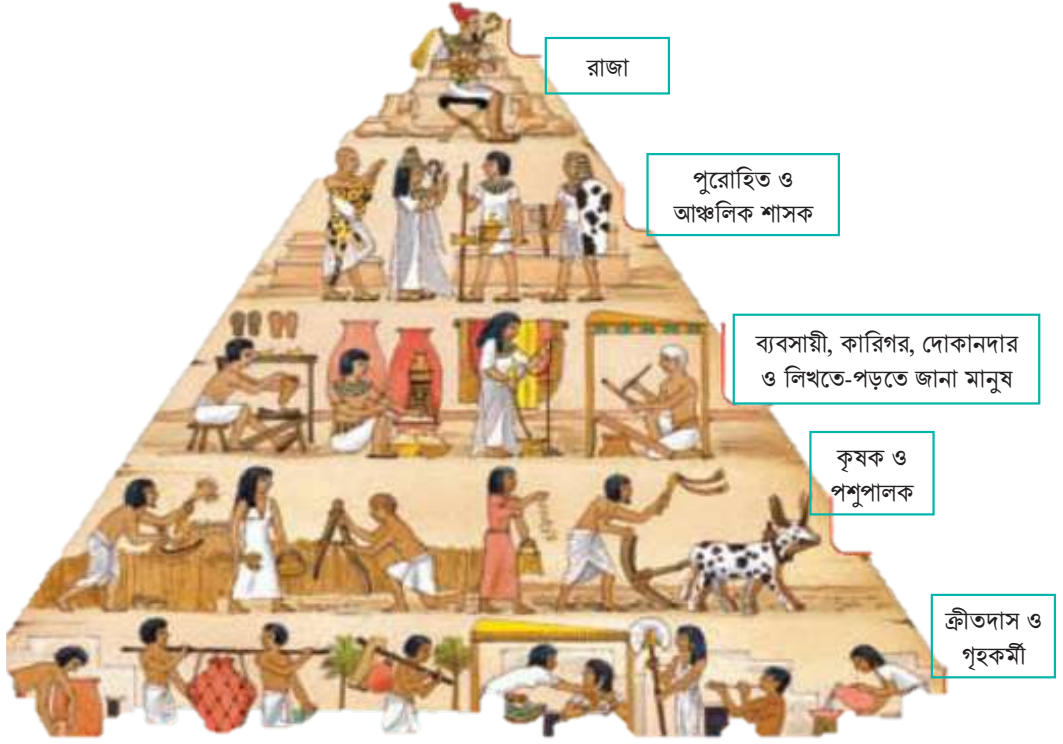 রাজা
পুরোহিত ও
আঞ্চলিক শাসক
ব্যবসায়ী, কারিগর, দোকানদার
ও লিখতে-পড়তে জানা মানুষ
কৃষক ও
পশুপালক
ক্রীতদাস ও
গৃহকর্মী